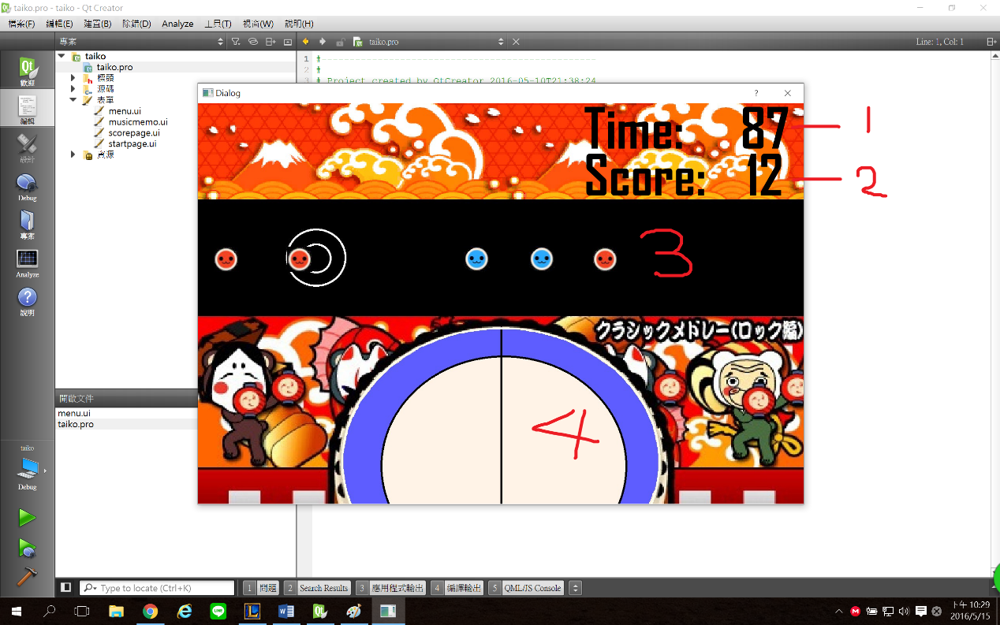 taiko.pro - taiko - Qt Creator
檔案(F) 編輯(E) 建置(B) 除錯(D) Analyze 工具(T) 視窗(W) 說明(H)
專案
taiko.pro
Line: 1, Col: 1
taiko
taiko.pro
標頭
源碼
表單
menu.ui
musicmemo.ui
scorepage.ui
startpage.ui
資源
歡迎
編輯
設計
Debug
專案
Analyze
說明
1 #-------------------------------------------------
2 #
3 # Project created by QtCreator 2016-05-10T21:38:24
Dialog
?
Time: 87
1
Score: 12
2
3
クラシックメドレー(ロック編)
4
開啟文件
menu.ui
taiko.pro
taiko
Debug
Type to locate (Ctrl+K)
1 問題 2 Search Results 3 應用程式輸出 4 編譯輸出 5 QML/JS Console
LINE
下午 10:29
2016/5/15